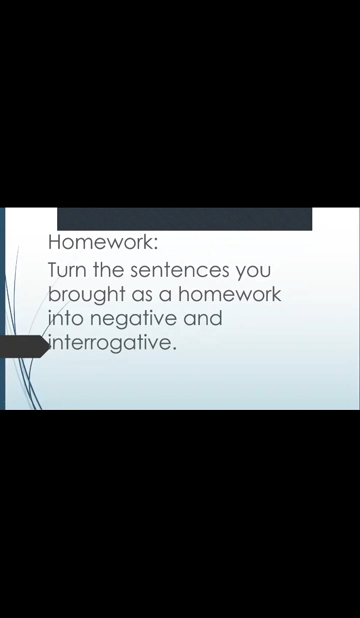 Homework:
Turn the sentences you
brought as a homework
into negative and
interrogative.